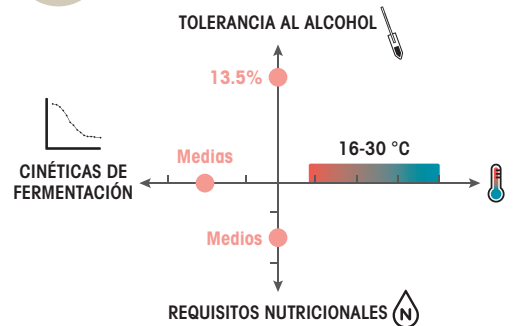 TOLERANCIA AL ALCOHOL
13.5%
Medias
16-30 °C
CINÉTICAS DE
FERMENTACIÓN
Medios
REQUISITOS NUTRICIONALES
N